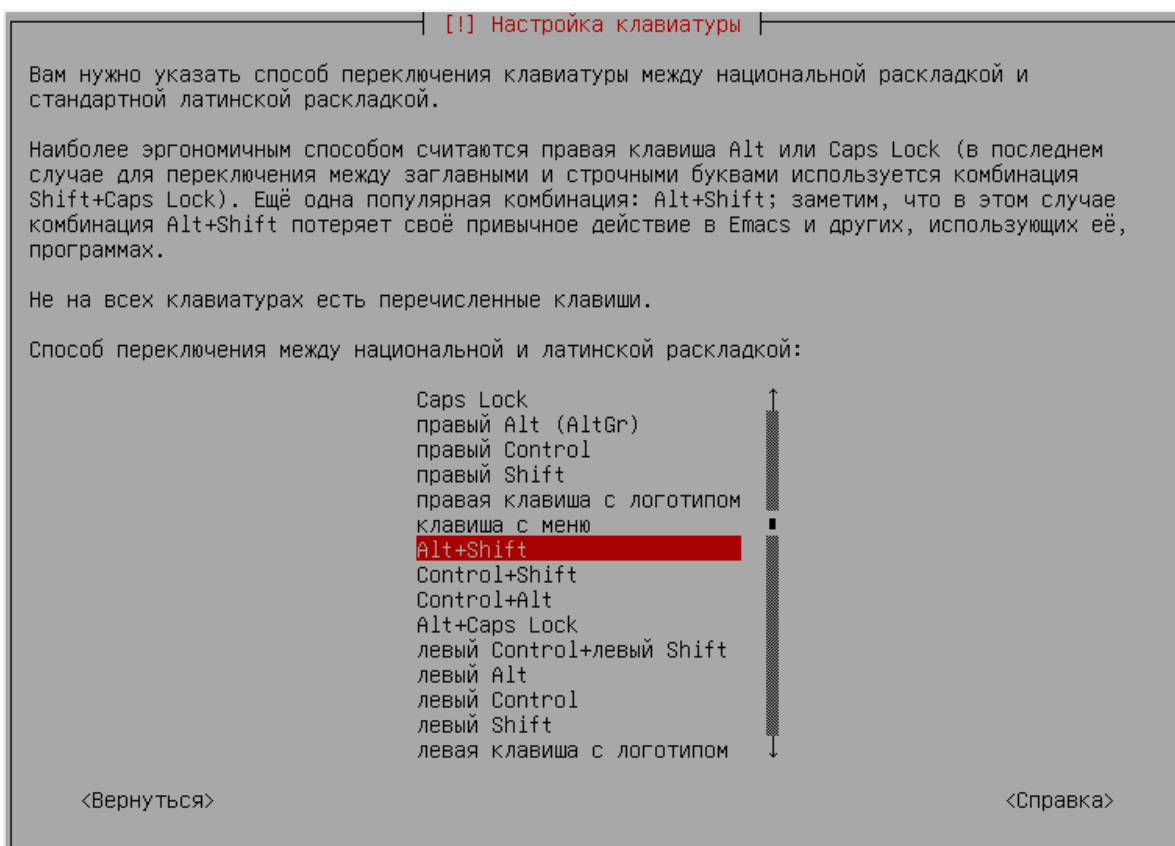 [!] Настройка клавиатуры
Вам нужно указать способ переключения клавиатуры между национальной раскладкой и
стандартной латинской раскладкой.
Наиболее эргономичным способом считаются правая клавиша Alt или Caps Lock (в последнем
случае для переключения между заглавными и строчными буквами используется комбинация
Shift+Caps Lock). Ещё одна популярная комбинация: Alt+Shift; заметим, что в этом случае
комбинация Alt+Shift потеряет своё привычное действие в Emacs и других, использующих её,
программах.
Не на всех клавиатурах есть перечисленные клавиши.
Способ переключения между национальной и латинской раскладкой:
Caps Lock
правый Alt (AltGr)
правый Control
правый Shift
правая клавиша с логотипом
клавиша с меню
Alt+Shift
Control+Shift
Control+Alt
Alt+Caps Lock
левый Control+левый Shift
левый Alt
левый Control
левый Shift
левая клавиша с логотипом
<Вернуться> <Справка>